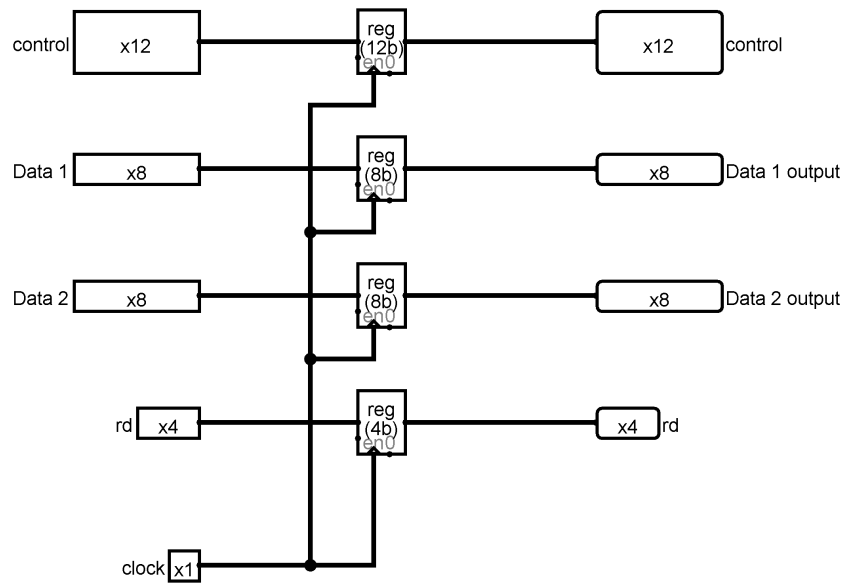 control
x12
reg
(12b)
en0
x12
control
Data 1
x8
reg
(8b)
en0
x8
Data 1 output
Data 2
x8
reg
(8b)
en0
x8
Data 2 output
rd
x4
reg
(4b)
en0
x4
rd
clock
x1